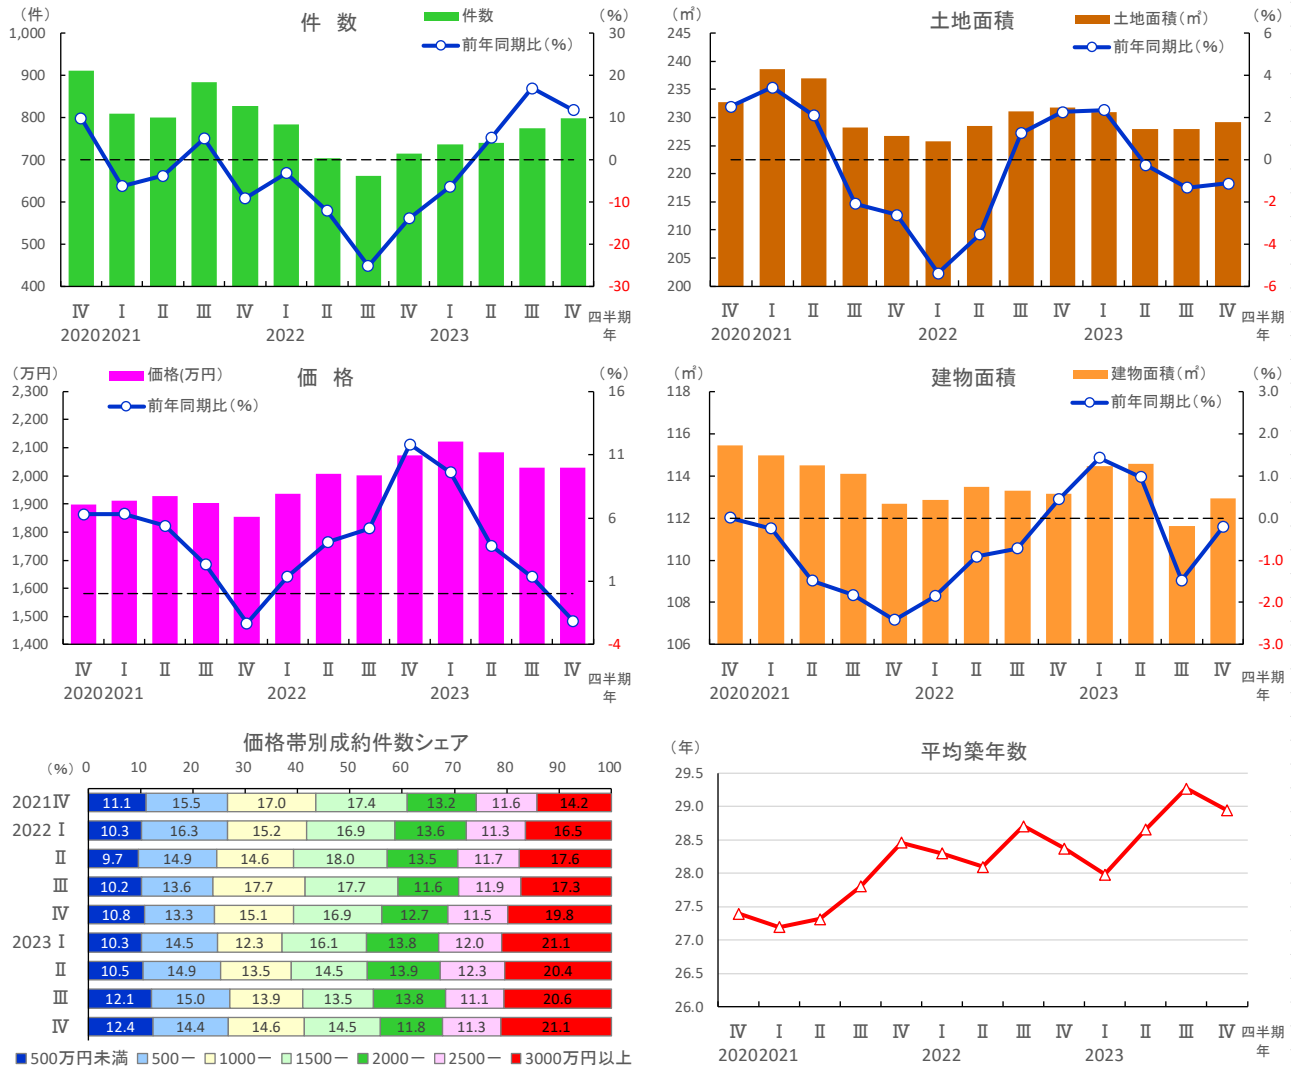 (件)
件 数
件数
前年同期比(%)
(%)
1,000
900
800
700
600
500
400
30
20
10
0
-10
-20
-30
Ⅳ Ⅰ Ⅱ Ⅲ Ⅳ Ⅰ Ⅱ Ⅲ Ⅳ Ⅰ Ⅱ Ⅲ Ⅳ 四半期
2020 2021 2022 2023 年
(㎡)
土地面積
土地面積(㎡)
前年同期比(%)
(%)
245
240
235
230
225
220
215
210
205
200
6
4
2
0
-2
-4
-6
Ⅳ Ⅰ Ⅱ Ⅲ Ⅳ Ⅰ Ⅱ Ⅲ Ⅳ Ⅰ Ⅱ Ⅲ Ⅳ 四半期
2020 2021 2022 2023 年
(万円)
価格(万円)
前年同期比(%)
価 格
(%)
2,300
2,200
2,100
2,000
1,900
1,800
1,700
1,600
1,500
1,400
16
11
6
1
-4
Ⅳ Ⅰ Ⅱ Ⅲ Ⅳ Ⅰ Ⅱ Ⅲ Ⅳ Ⅰ Ⅱ Ⅲ Ⅳ 四半期
2020 2021 2022 2023 年
(㎡)
建物面積
建物面積(㎡)
前年同期比(%)
(%)
118
116
114
112
110
108
106
3.0
2.0
1.0
0.0
-1.0
-2.0
-3.0
Ⅳ Ⅰ Ⅱ Ⅲ Ⅳ Ⅰ Ⅱ Ⅲ Ⅳ Ⅰ Ⅱ Ⅲ Ⅳ 四半期
2020 2021 2022 2023 年
価格帯別成約件数シェア
(%) 0 10 20 30 40 50 60 70 80 90 100
2021Ⅳ 11.1 15.5 17.0 17.4 13.2 11.6 14.2
2022Ⅰ 10.3 16.3 15.2 16.9 13.6 11.3 16.5
Ⅱ 9.7 14.9 14.6 18.0 13.5 11.7 17.6
Ⅲ 10.2 13.6 17.7 17.7 11.6 11.9 17.3
Ⅳ 10.8 13.3 15.1 16.9 12.7 11.5 19.8
2023Ⅰ 10.3 14.5 12.3 16.1 13.8 12.0 21.1
Ⅱ 10.5 14.9 13.5 14.5 13.9 12.3 20.4
Ⅲ 12.1 15.0 13.9 13.5 13.8 11.1 20.6
Ⅳ 12.4 14.4 14.6 14.5 11.8 11.3 21.1
500万円未満 500ー 1000ー 1500ー 2000ー 2500ー 3000万円以上
(年)
平均築年数
29.5
29.0
28.5
28.0
27.5
27.0
26.5
26.0
Ⅳ Ⅰ Ⅱ Ⅲ Ⅳ Ⅰ Ⅱ Ⅲ Ⅳ Ⅰ Ⅱ Ⅲ Ⅳ 四半期
2020 2021 2022 2023 年